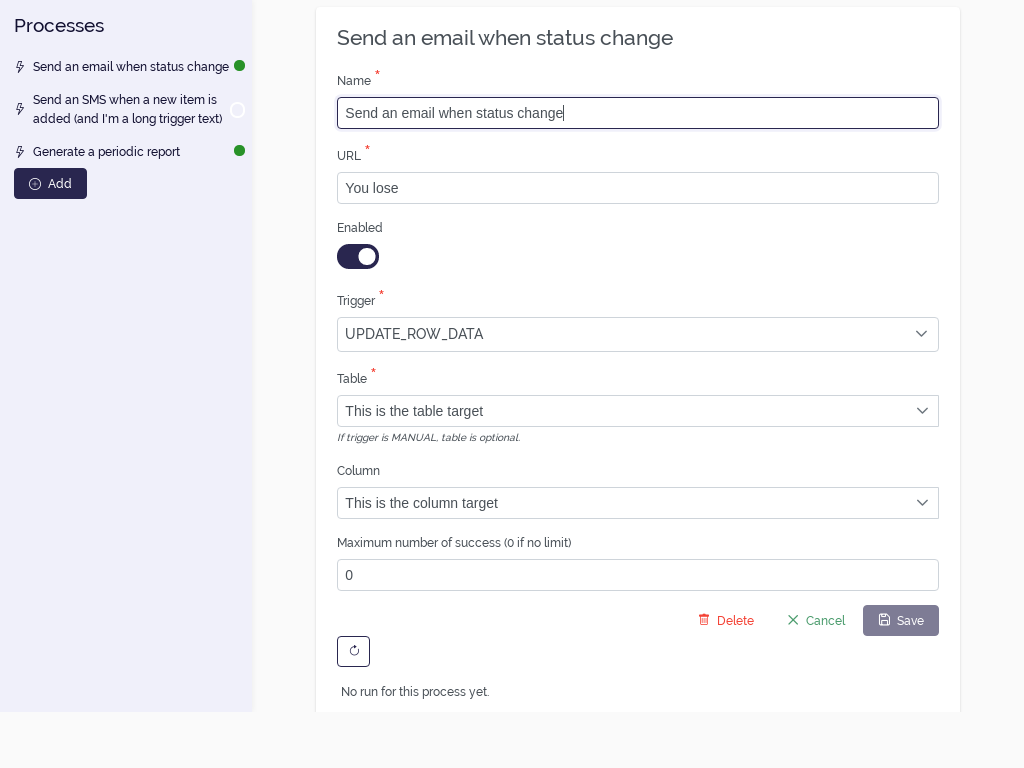 Processes
Send an email when status change
Send an SMS when a new item is
added (and I'm a long trigger text)
Generate a periodic report
Add
Send an email when status change
Name *
Send an email when status change
URL *
You lose
Enabled
Trigger *
UPDATE_ROW_DATA
Table *
This is the table target
If trigger is MANUAL, table is optional.
Column
This is the column target
Maximum number of success (0 if no limit)
0
Delete
Cancel
Save
No run for this process yet.